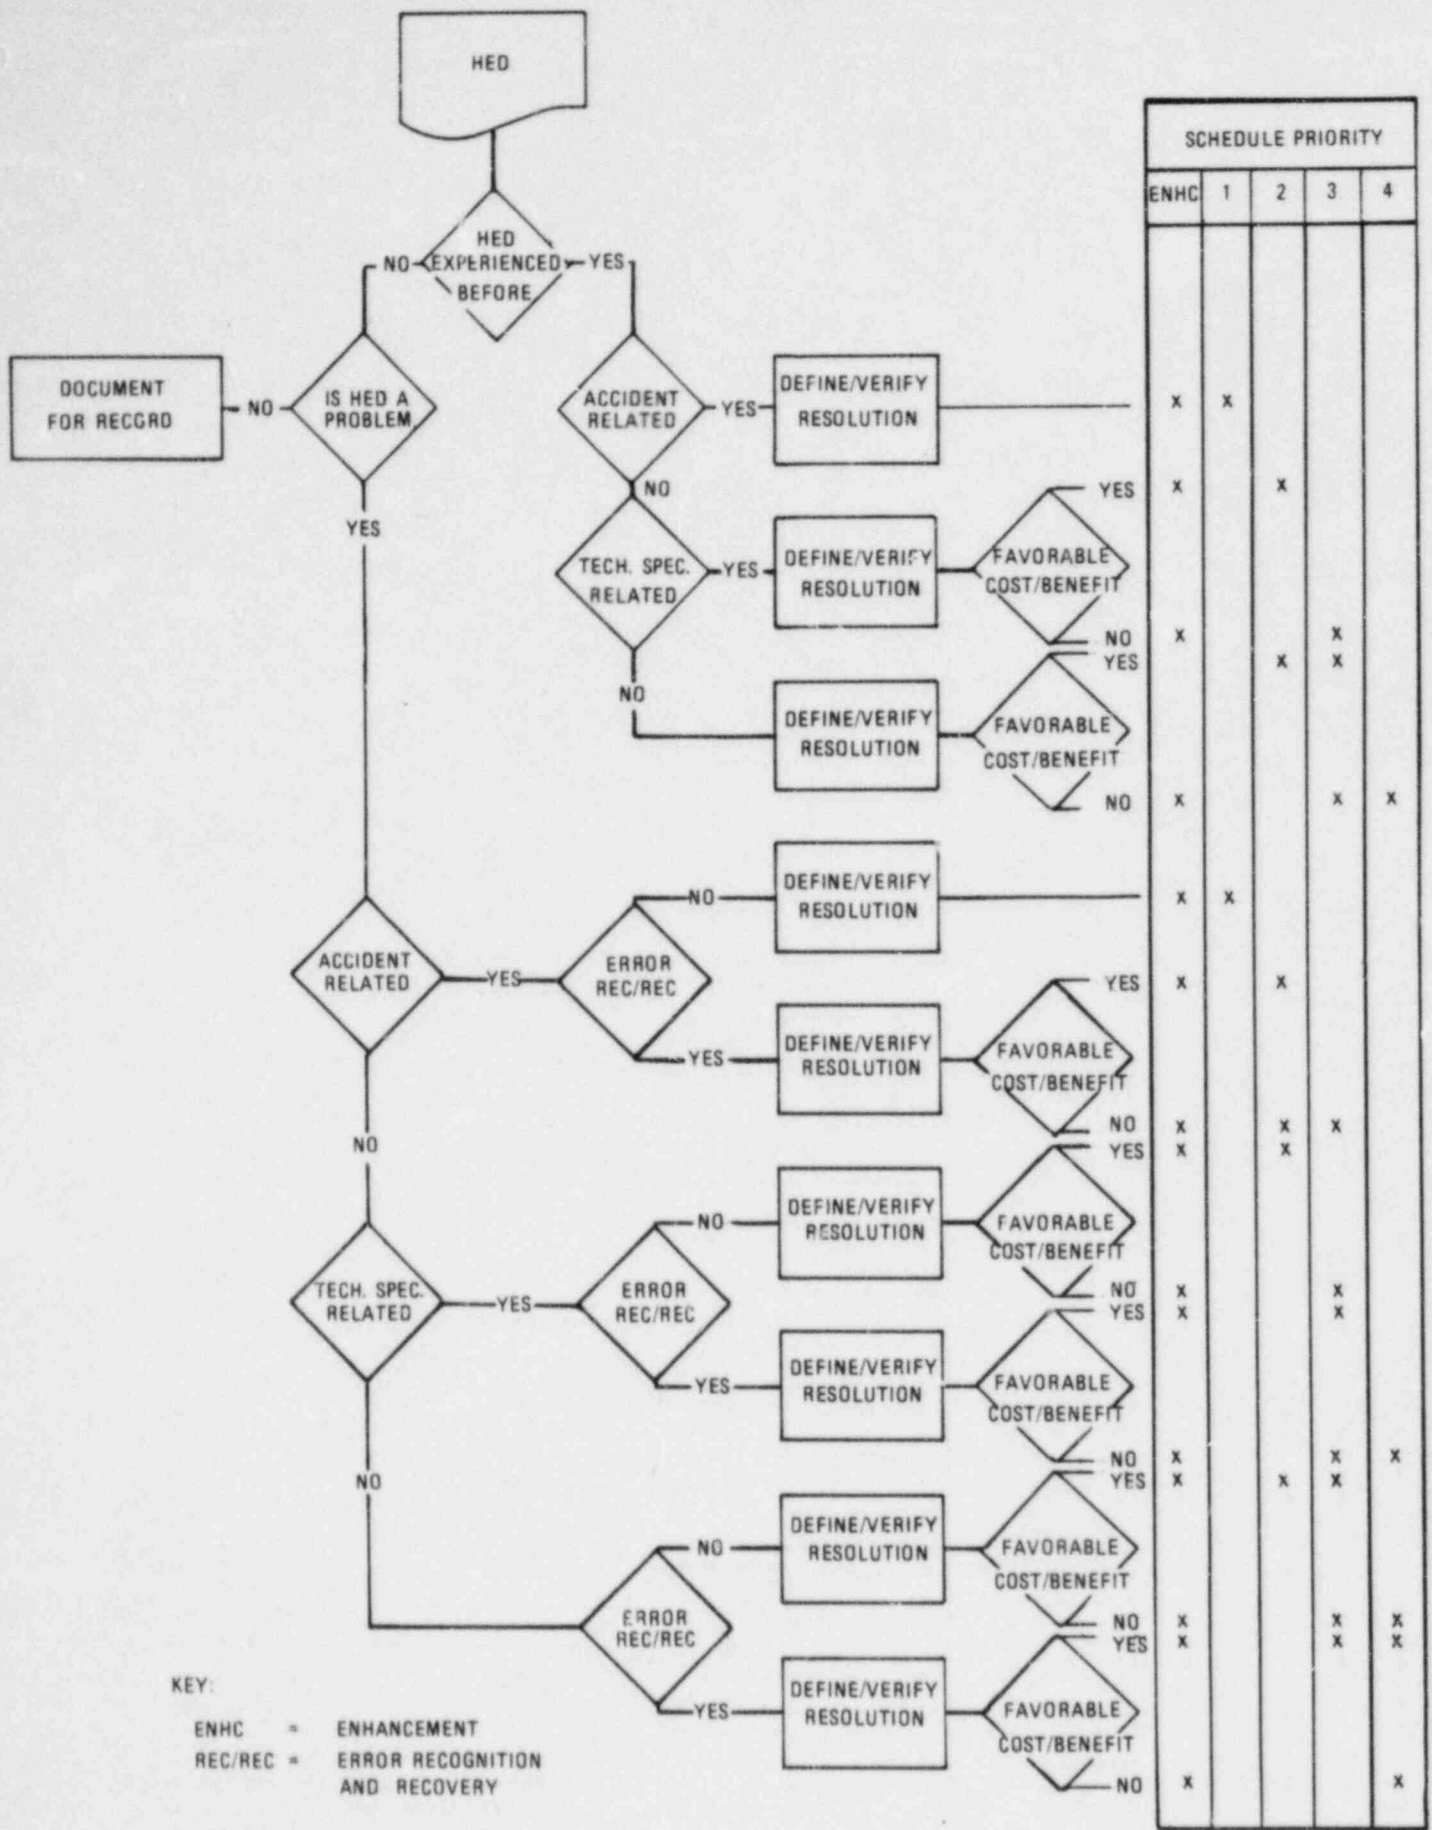 HED
SCHEDULE PRIORITY
ENHC 1 2 3 4
HED
EXPERIENCED
BEFORE
NO
YES
DOCUMENT
FOR RECORD
NO
IS HED A
PROBLEM
YES
ACCIDENT
RELATED
YES
DEFINE/VERIFY
RESOLUTION
X X
NO
TECH. SPEC.
RELATED
YES
DEFINE/VERIFY
RESOLUTION
FAVORABLE
COST/BENEFIT
YES X X
NO X X
NO
DEFINE/VERIFY
RESOLUTION
FAVORABLE
COST/BENEFIT
YES X X
NO X X X
ACCIDENT
RELATED
YES
ERROR
REC/REC
NO
DEFINE/VERIFY
RESOLUTION
X X
YES
DEFINE/VERIFY
RESOLUTION
FAVORABLE
COST/BENEFIT
YES X X
NO X X X
NO
TECH. SPEC.
RELATED
YES
ERROR
REC/REC
NO
DEFINE/VERIFY
RESOLUTION
FAVORABLE
COST/BENEFIT
YES X X
NO X X
YES
DEFINE/VERIFY
RESOLUTION
FAVORABLE
COST/BENEFIT
YES X X
NO X X X
NO
ERROR
REC/REC
NO
DEFINE/VERIFY
RESOLUTION
FAVORABLE
COST/BENEFIT
YES X X X
NO X X X
YES
DEFINE/VERIFY
RESOLUTION
FAVORABLE
COST/BENEFIT
YES X X X
NO X X
KEY:
ENHC = ENHANCEMENT
REC/REC = ERROR RECOGNITION
AND RECOVERY